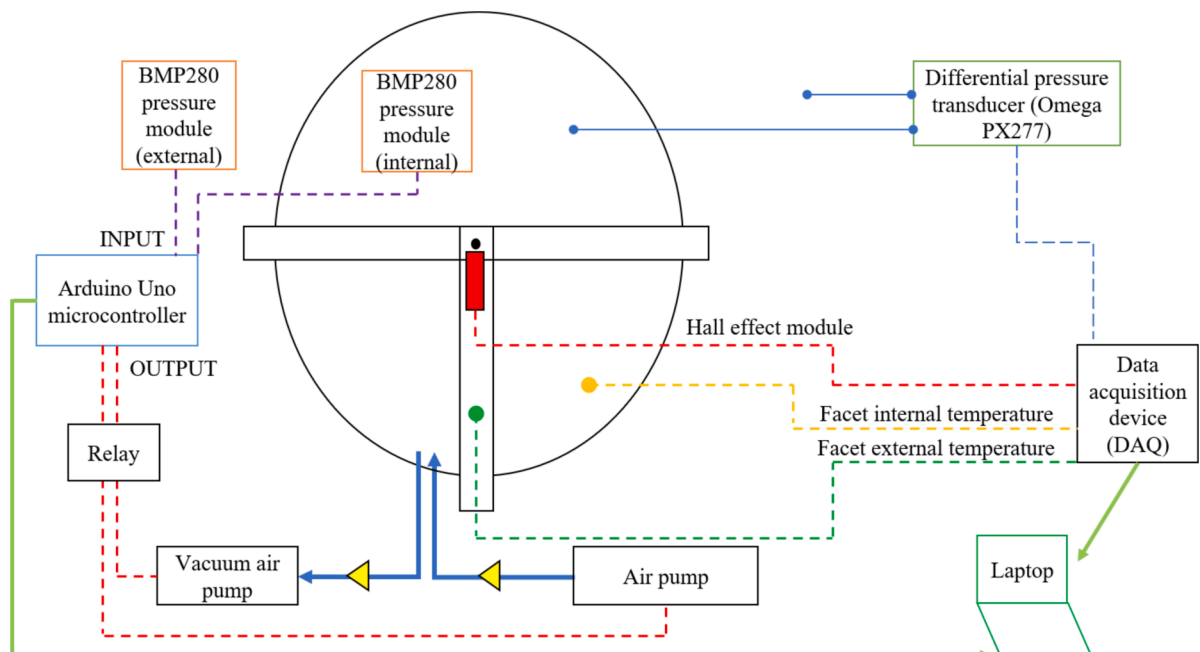 BMP280
pressure
module
(external)
BMP280
pressure
module
(internal)
Differential pressure
transducer (Omega
PX277)
INPUT
Arduino Uno
microcontroller
OUTPUT
Hall effect module
Data
acquisition
device
(DAQ)
Facet internal temperature
Facet external temperature
Relay
Vacuum air
pump
Air pump
Laptop